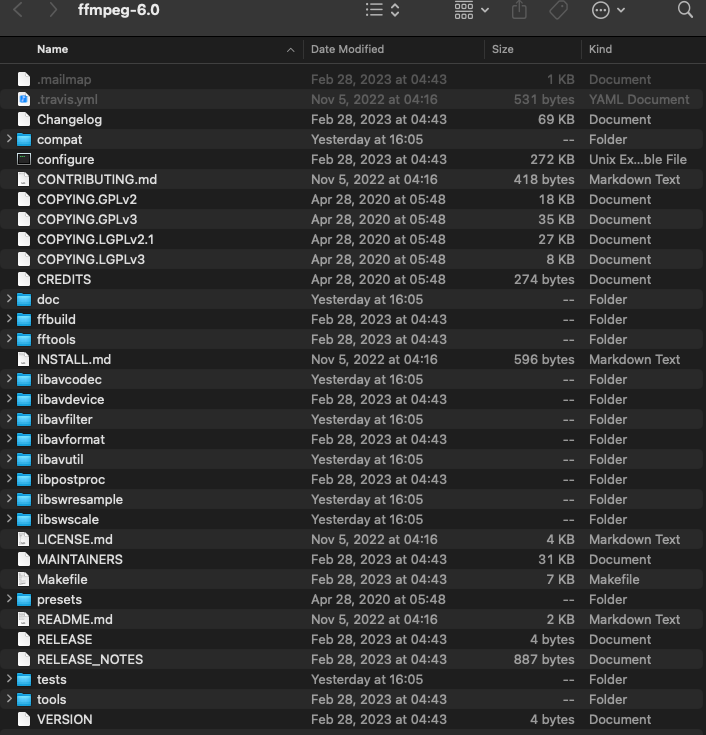 ffmpeg-6.0
Name Date Modified Size Kind
.mailmap Feb 28, 2023 at 04:43 1 KB Document
.travis.yml Nov 5, 2022 at 04:16 531 bytes YAML Document
Changelog Feb 28, 2023 at 04:43 69 KB Document
compat Yesterday at 16:05 -- Folder
configure Feb 28, 2023 at 04:43 272 KB Unix Ex...ble File
CONTRIBUTING.md Nov 5, 2022 at 04:16 418 bytes Markdown Text
COPYING.GPLv2 Apr 28, 2020 at 05:48 18 KB Document
COPYING.GPLv3 Apr 28, 2020 at 05:48 35 KB Document
COPYING.LGPLv2.1 Apr 28, 2020 at 05:48 27 KB Document
COPYING.LGPLv3 Apr 28, 2020 at 05:48 8 KB Document
CREDITS Apr 28, 2020 at 05:48 274 bytes Document
doc Yesterday at 16:05 -- Folder
ffbuild Feb 28, 2023 at 04:43 -- Folder
fftools Feb 28, 2023 at 04:43 -- Folder
INSTALL.md Nov 5, 2022 at 04:16 596 bytes Markdown Text
libavcodec Yesterday at 16:05 -- Folder
libavdevice Feb 28, 2023 at 04:43 -- Folder
libavfilter Yesterday at 16:05 -- Folder
libavformat Feb 28, 2023 at 04:43 -- Folder
libavutil Yesterday at 16:05 -- Folder
libpostproc Feb 28, 2023 at 04:43 -- Folder
libswresample Yesterday at 16:05 -- Folder
libswscale Yesterday at 16:05 -- Folder
LICENSE.md Nov 5, 2022 at 04:16 4 KB Markdown Text
MAINTAINERS Feb 28, 2023 at 04:43 31 KB Document
Makefile Feb 28, 2023 at 04:43 7 KB Makefile
presets Apr 28, 2020 at 05:48 -- Folder
README.md Nov 5, 2022 at 04:16 2 KB Markdown Text
RELEASE Feb 28, 2023 at 04:43 4 bytes Document
RELEASE_NOTES Feb 28, 2023 at 04:43 887 bytes Document
tests Yesterday at 16:05 -- Folder
tools Feb 28, 2023 at 04:43 -- Folder
VERSION Feb 28, 2023 at 04:43 4 bytes Document